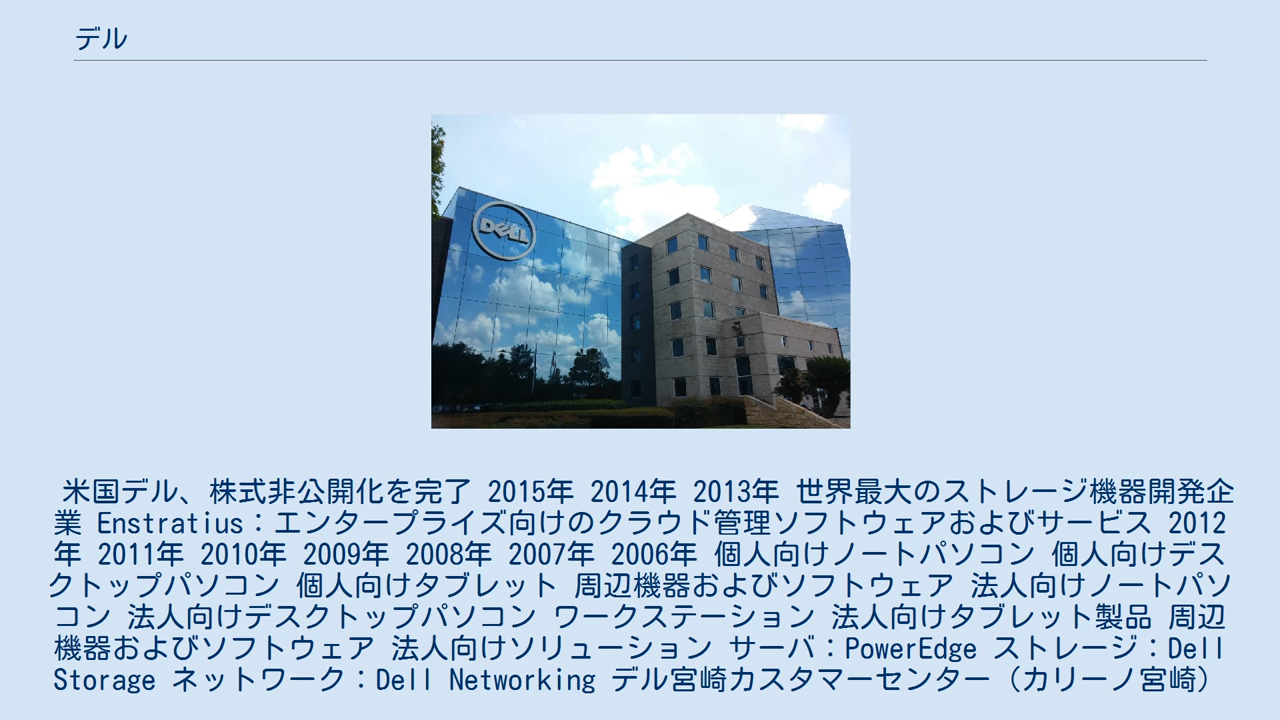 デル
DELL
米国デル、株式非公開化を完了 2015年 2014年 2013年 世界最大のストレージ機器開発企
業 Enstratius：エンタープライズ向けのクラウド管理ソフトウェアおよびサービス 2012
年 2011年 2010年 2009年 2008年 2007年 2006年 個人向けノートパソコン 個人向けデス
クトップパソコン 個人向けタブレット 周辺機器およびソフトウェア 法人向けノートパソ
コン 法人向けデスクトップパソコン ワークステーション 法人向けタブレット製品 周辺
機器およびソフトウェア 法人向けソリューション サーバ：PowerEdge ストレージ：Dell
Storage ネットワーク：Dell Networking デル宮崎カスタマーセンター（カリーノ宮崎）